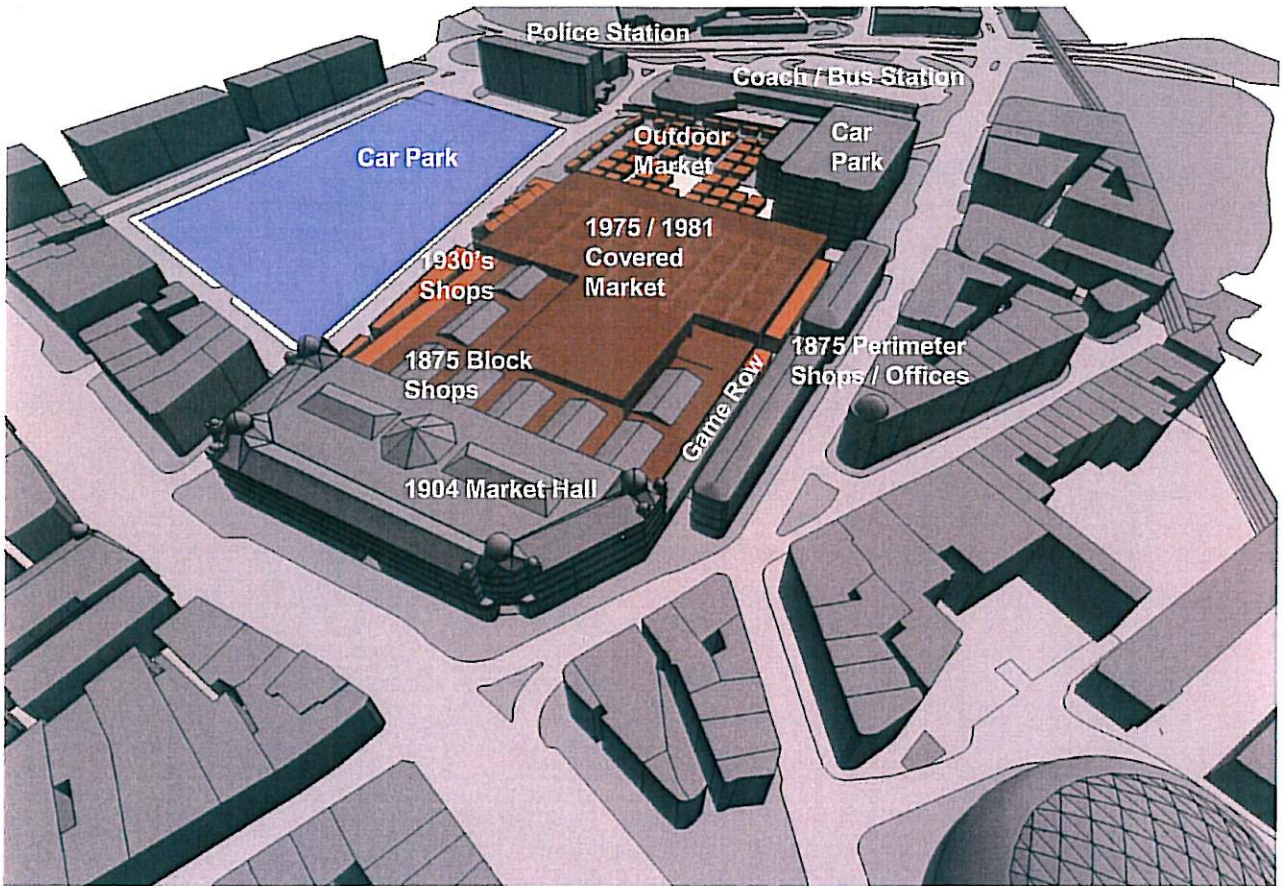 Police Station
Coach / Bus Station
Car Park
Outdoor
Market
Car
Park
1975 / 1981
Covered
Market
1930's
Shops
1875 Block
Shops
1875 Perimeter
Shops / Offices
Game Row
1904 Market Hall